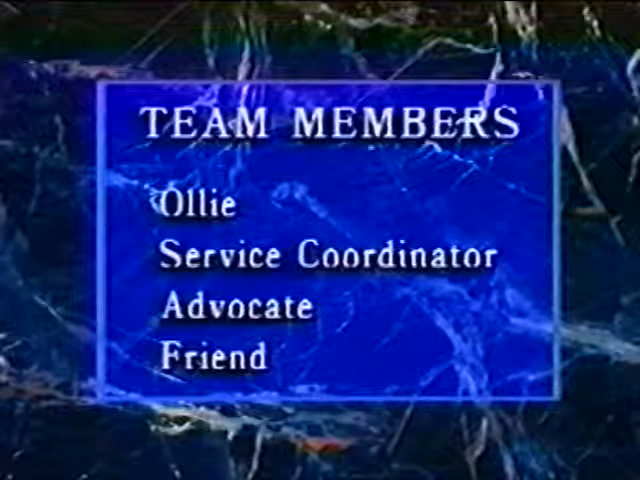 TEAM MEMBERS
Ollie
Service Coordinator
Advocate
Friend